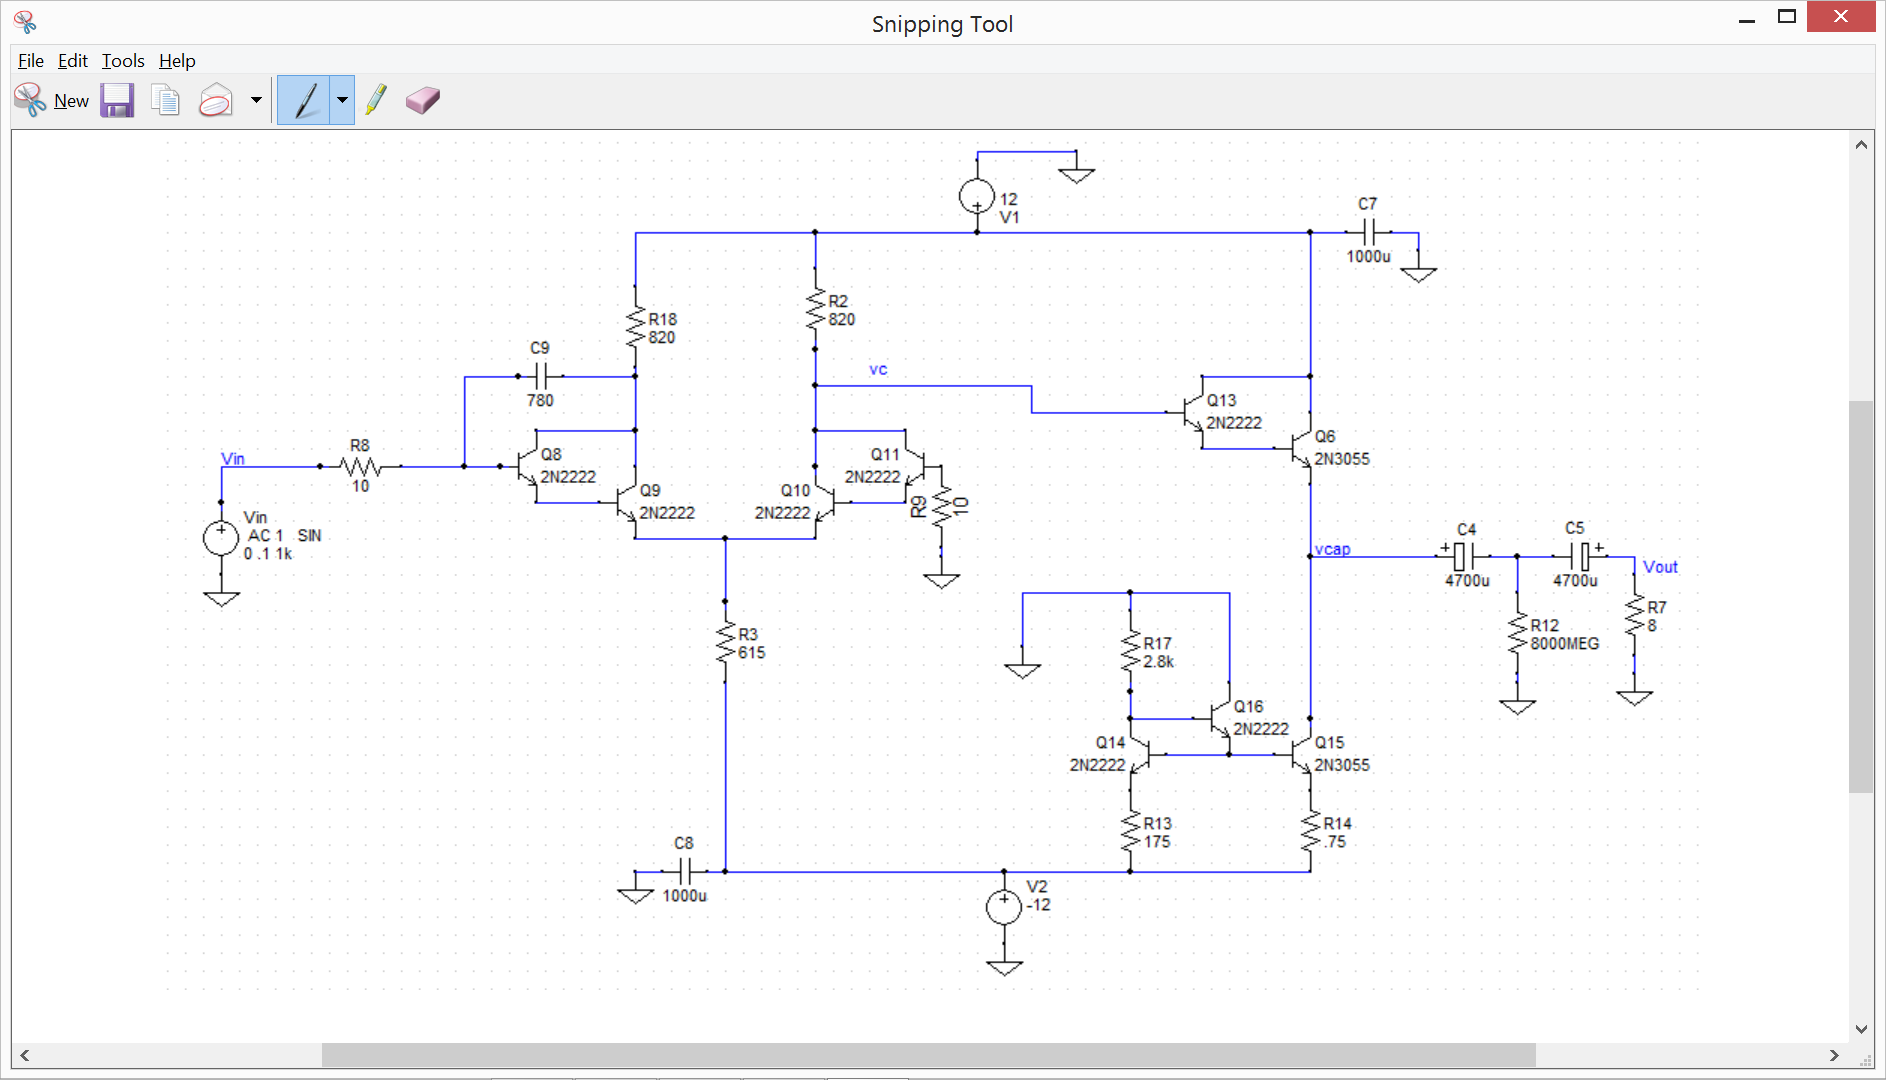 Snipping Tool
File Edit Tools Help
New
12
V1
C7
1000u
R18
820
R2
820
C9
780
vc
Q13
2N2222
Q6
2N3055
Vin
R8
10
Q8
2N2222
Q11
2N2222
Q9
2N2222
Q10
2N2222
R9
10
Vin
AC 1 SIN
0 .1 1k
vcap
C4
4700u
C5
4700u
Vout
R7
8
R12
8000MEG
R3
615
R17
2.8k
Q16
2N2222
Q14
2N2222
Q15
2N3055
R13
175
R14
.75
C8
1000u
V2
-12